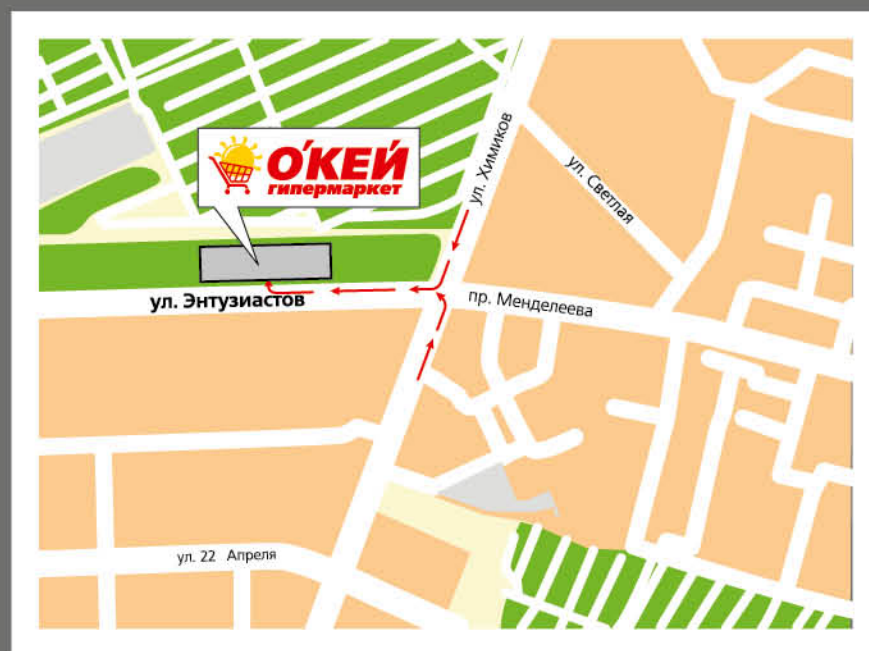 ул. Химиков
ул. Светлая
О'КЕЙ
гипермаркет
ул. Энтузиастов
пр. Менделеева
ул. 22 Апреля